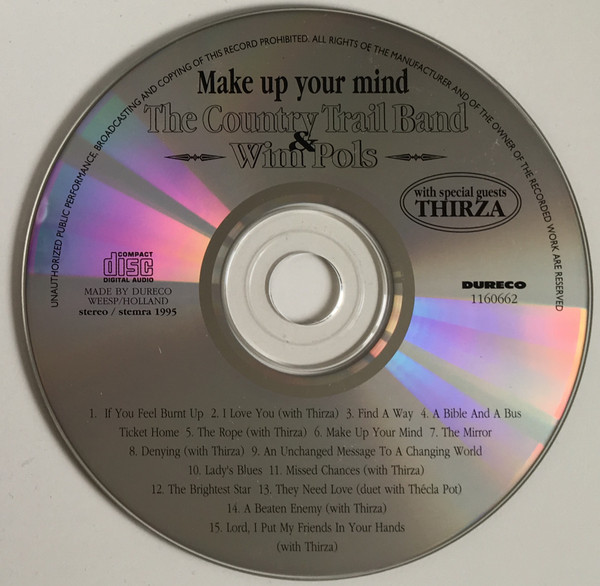 UNAUTHORIZED PUBLIC PERFORMANCE, BROADCASTING AND COPYING OF THIS RECORD PROHIBITED. ALL RIGHTS OF THE MANUFACTURER AND OF THE OWNER OF THE RECORDED WORK ARE RESERVED
Make up your mind
The Country Trail Band
&
Wim Pols
with special guests
THIRZA
COMPACT
disc
DIGITAL AUDIO
MADE BY DURECO
WEESP/HOLLAND
stereo / stemra 1995
DURECO
1160662
1. If You Feel Burnt Up 2. I Love You (with Thirza) 3. Find A Way 4. A Bible And A Bus
Ticket Home 5. The Rope (with Thirza) 6. Make Up Your Mind 7. The Mirror
8. Denying (with Thirza) 9. An Unchanged Message To A Changing World
10. Lady's Blues 11. Missed Chances (with Thirza)
12. The Brightest Star 13. They Need Love (duet with Thécla Pot)
14. A Beaten Enemy (with Thirza)
15. Lord, I Put My Friends In Your Hands
(with Thirza)